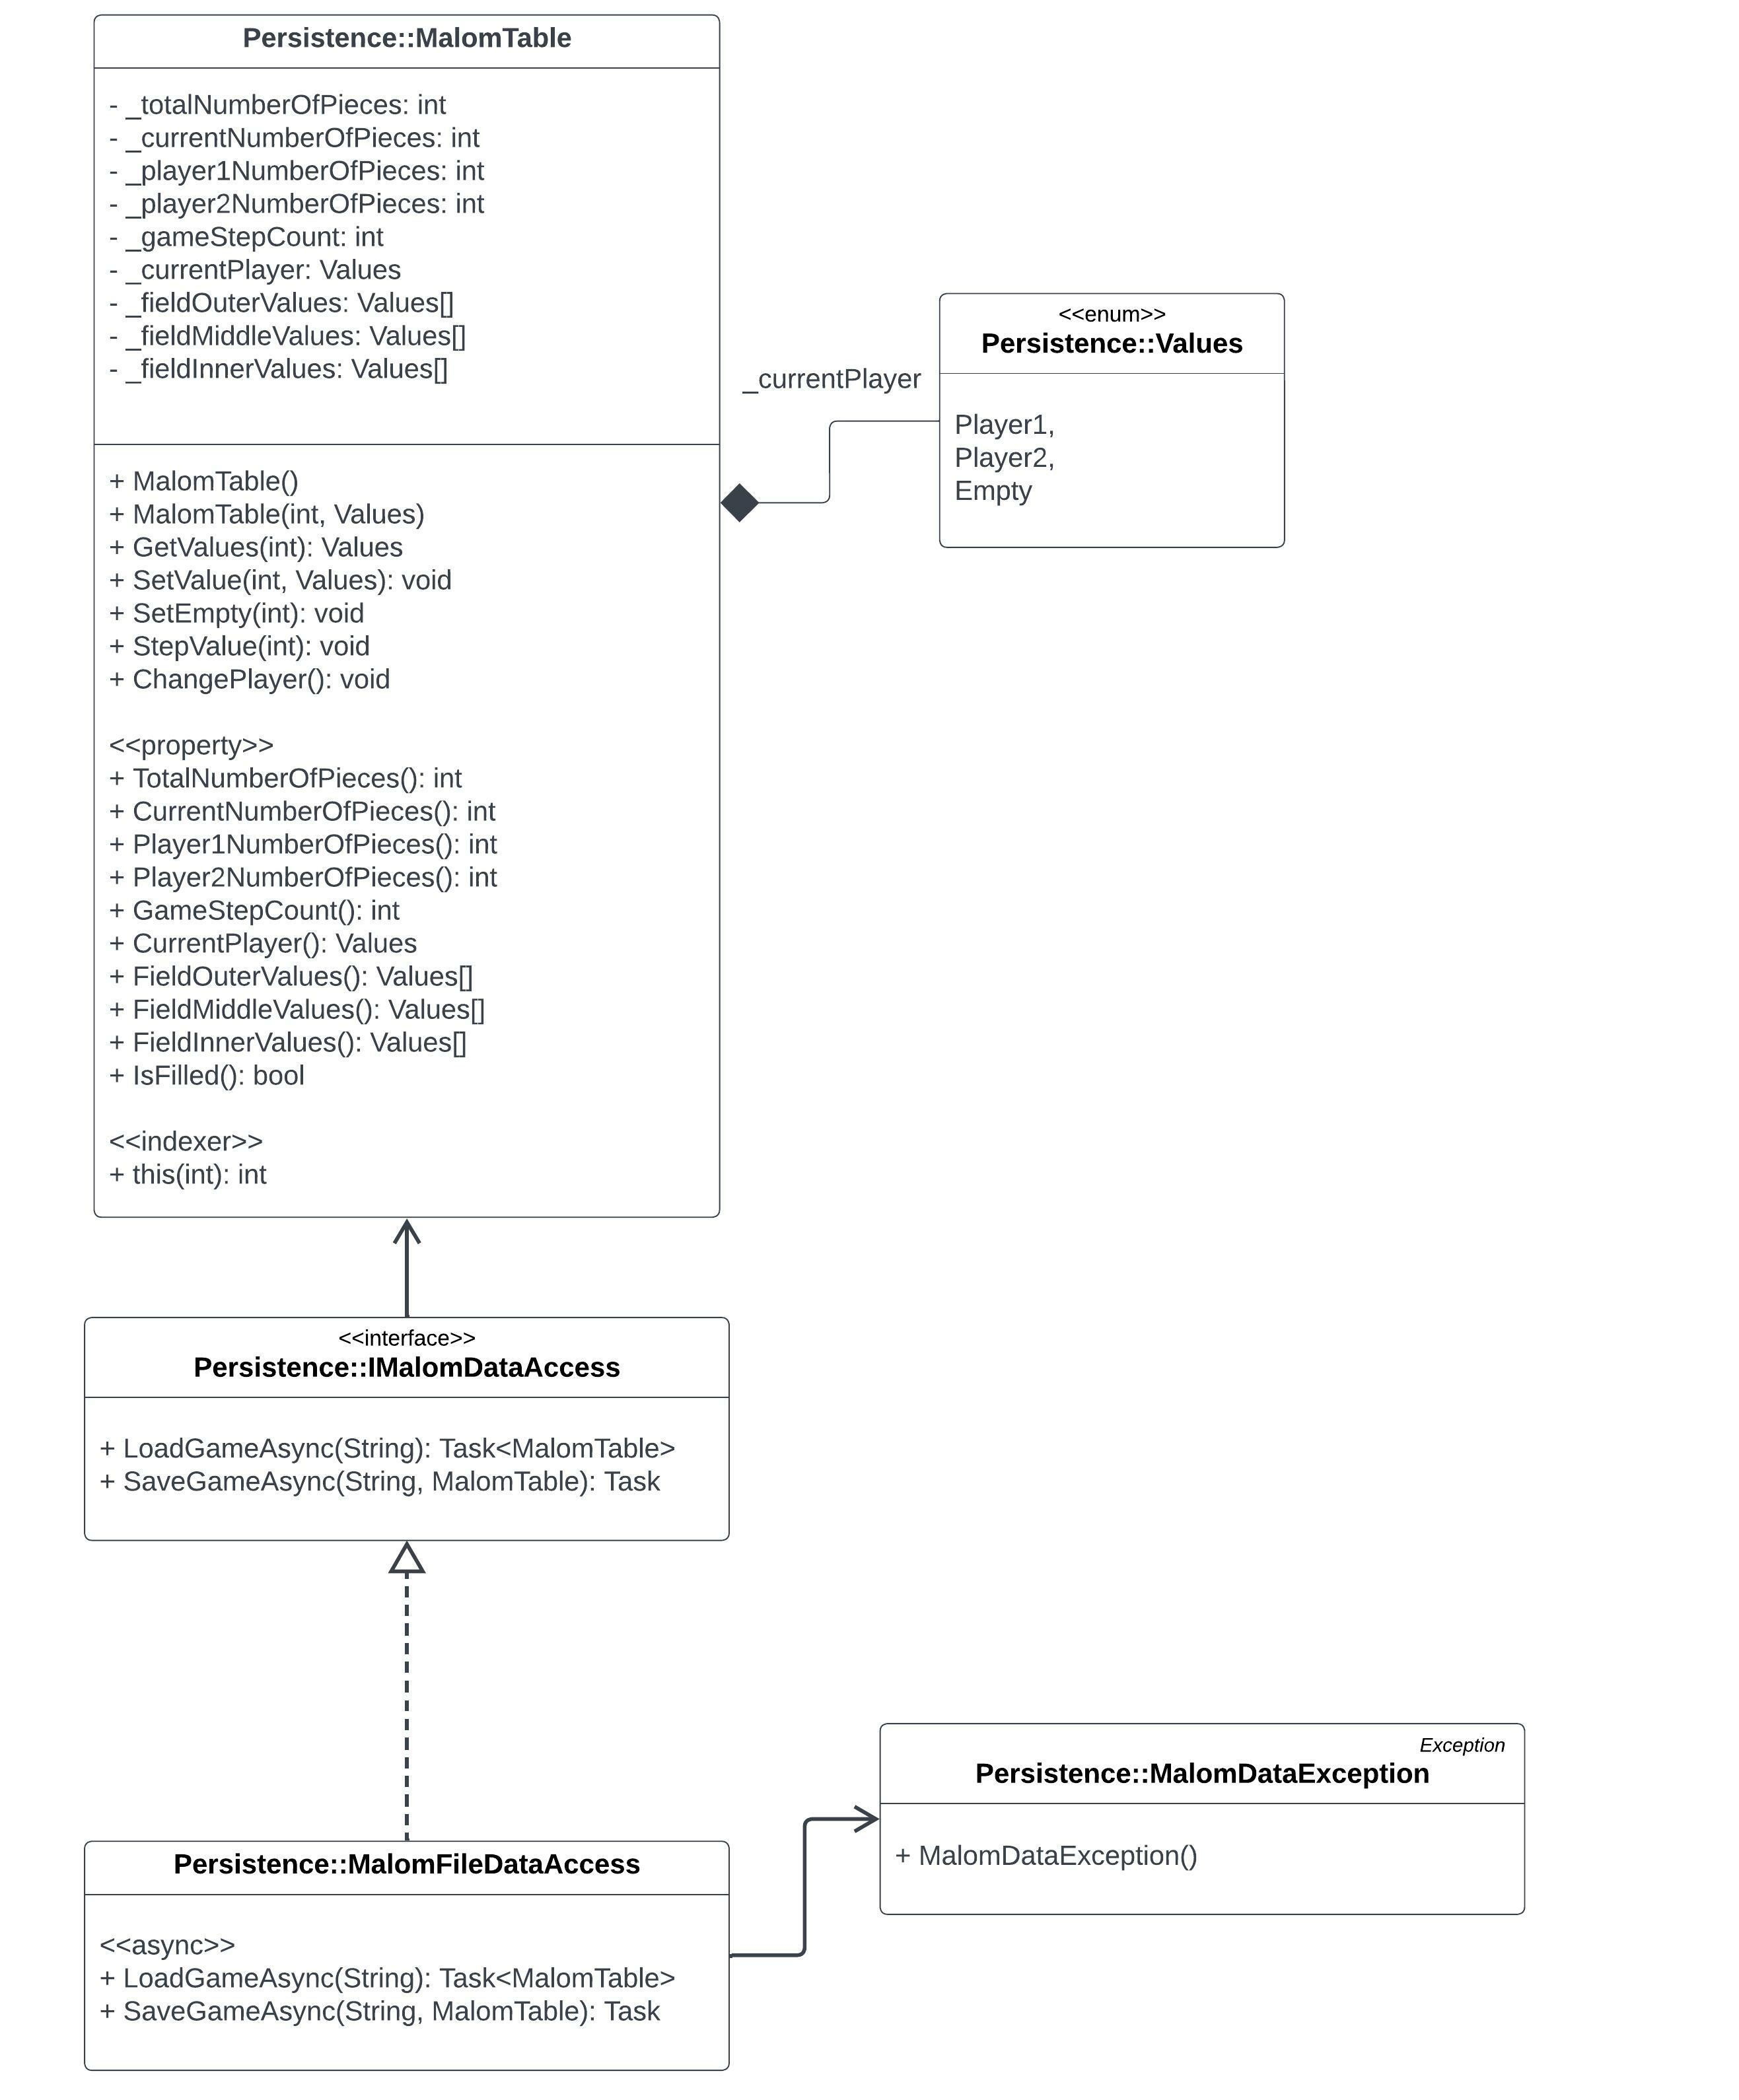 Persistence::MalomTable
- _totalNumberOfPieces: int
- _currentNumberOfPieces: int
- _player1NumberOfPieces: int
- _player2NumberOfPieces: int
- _gameStepCount: int
- _currentPlayer: Values
- _fieldOuterValues: Values[]
- _fieldMiddleValues: Values[]
- _fieldInnerValues: Values[]
+ MalomTable()
+ MalomTable(int, Values)
+ GetValues(int): Values
+ SetValue(int, Values): void
+ SetEmpty(int): void
+ StepValue(int): void
+ ChangePlayer(): void
<<property>>
+ TotalNumberOfPieces(): int
+ CurrentNumberOfPieces(): int
+ Player1NumberOfPieces(): int
+ Player2NumberOfPieces(): int
+ GameStepCount(): int
+ CurrentPlayer(): Values
+ FieldOuterValues(): Values[]
+ FieldMiddleValues(): Values[]
+ FieldInnerValues(): Values[]
+ IsFilled(): bool
<<indexer>>
+ this(int): int
_currentPlayer
<<enum>>
Persistence::Values
Player1,
Player2,
Empty
<<interface>>
Persistence::IMalomDataAccess
+ LoadGameAsync(String): Task<MalomTable>
+ SaveGameAsync(String, MalomTable): Task
Persistence::MalomFileDataAccess
<<async>>
+ LoadGameAsync(String): Task<MalomTable>
+ SaveGameAsync(String, MalomTable): Task
Exception
Persistence::MalomDataException
+ MalomDataException()